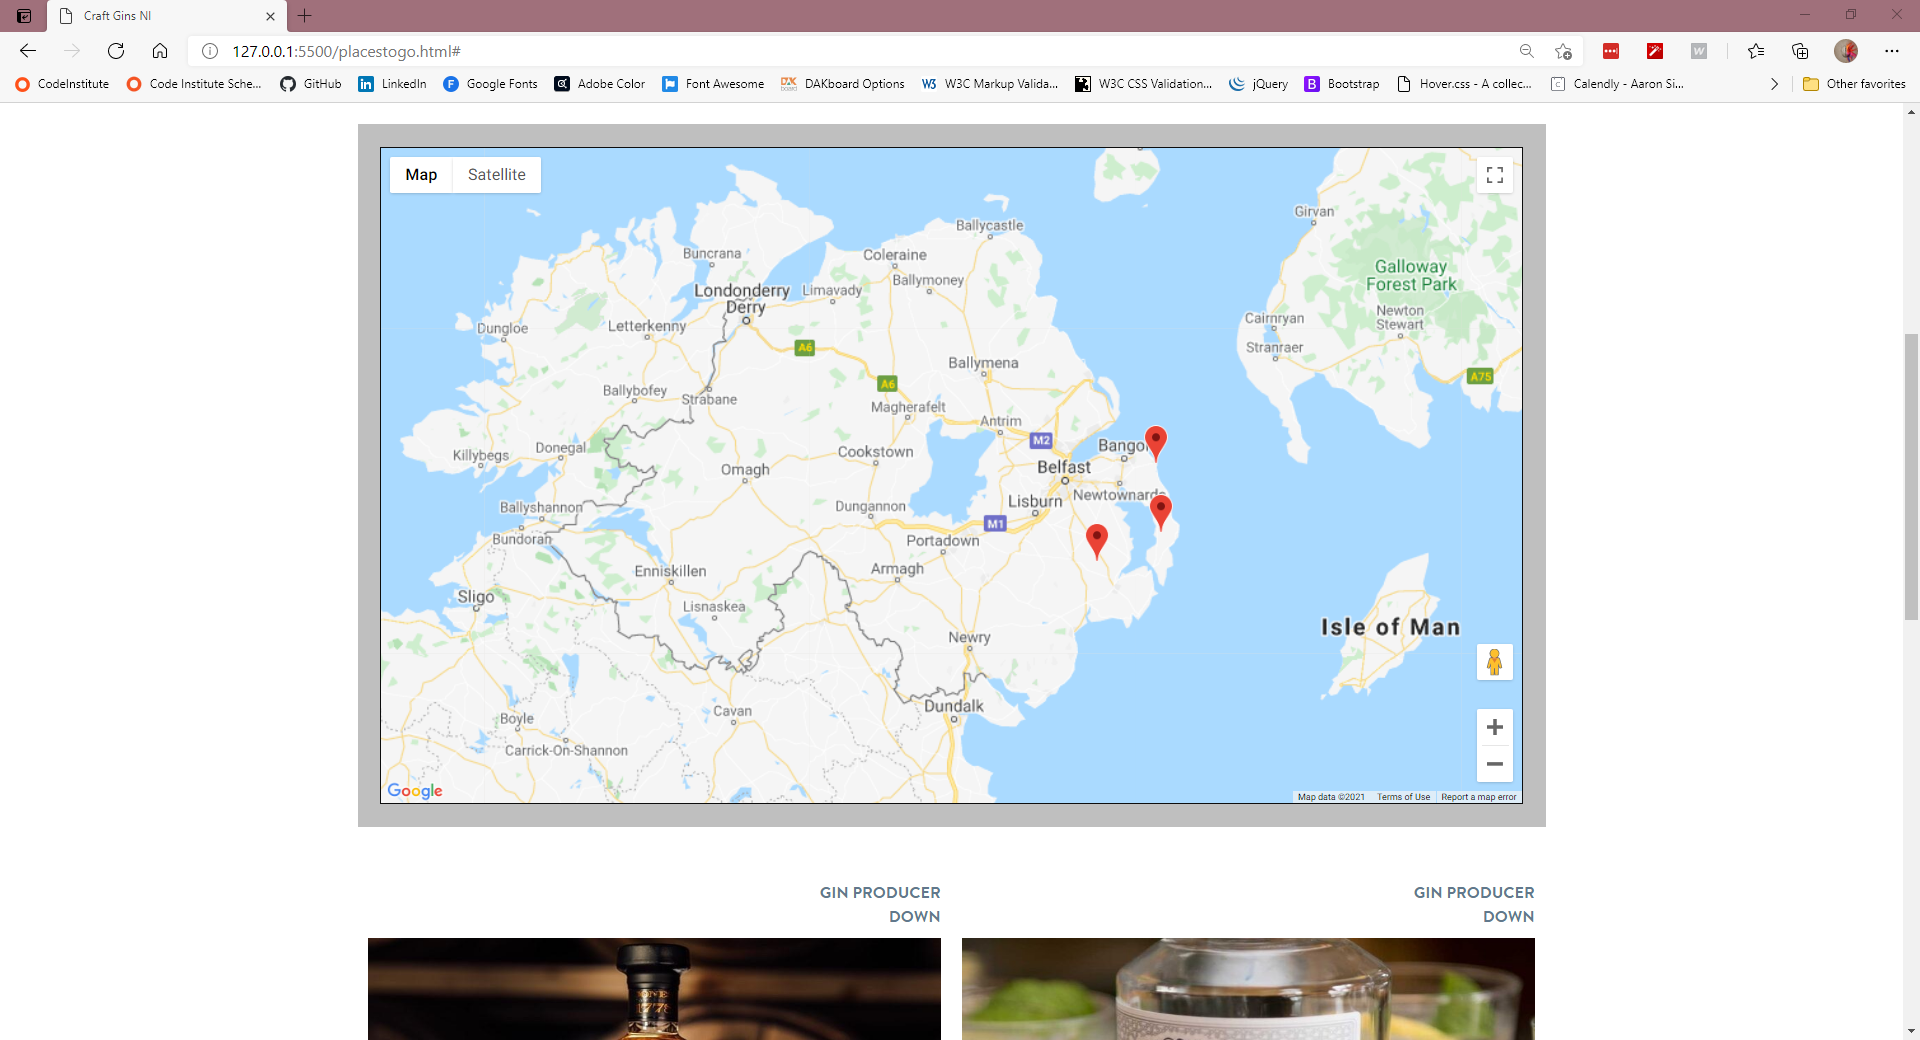 Craft Gins NI
127.0.0.1:5500/placestogo.html#
CodeInstitute
Code Institute Sche...
GitHub
LinkedIn
Google Fonts
Adobe Color
Font Awesome
DAKboard Options
W3C Markup Valida...
W3C CSS Validation...
jQuery
Bootstrap
Hover.css - A collec...
Calendly - Aaron Si...
Other favorites
Map
Satellite
Girvan
Ballycastle
Buncrana
Coleraine
Galloway
Forest Park
Ballymoney
Londonderry
Derry
Limavady
Newton
Stewart
Cairnryan
Dungloe
Letterkenny
A6
Stranraer
Ballymena
A75
A6
Ballybofey
Strabane
Magherafelt
Antrim
M2
Bango
Donegal
Killybegs
Cookstown
Omagh
Belfast
Newtownards
Lisburn
Ballyshannon
Dungannon
M1
Bundoran
Portadown
Enniskillen
Armagh
Sligo
Lisnaskea
Isle of Man
Newry
Dundalk
Cavan
Boyle
Carrick-On-Shannon
Google
Map data ©2021
Terms of Use
Report a map error
GIN PRODUCER
DOWN
GIN PRODUCER
DOWN